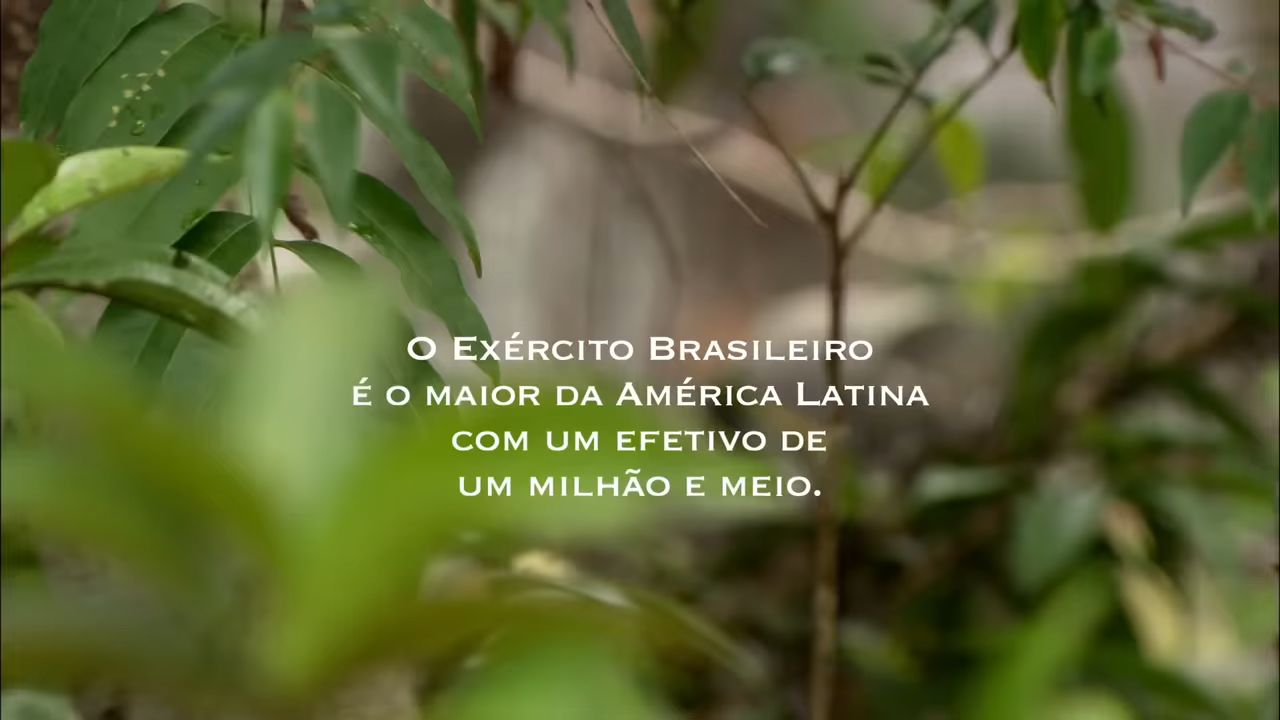 O Exército Brasileiro
é o maior da América Latina
com um efetivo de
um milhão e meio.